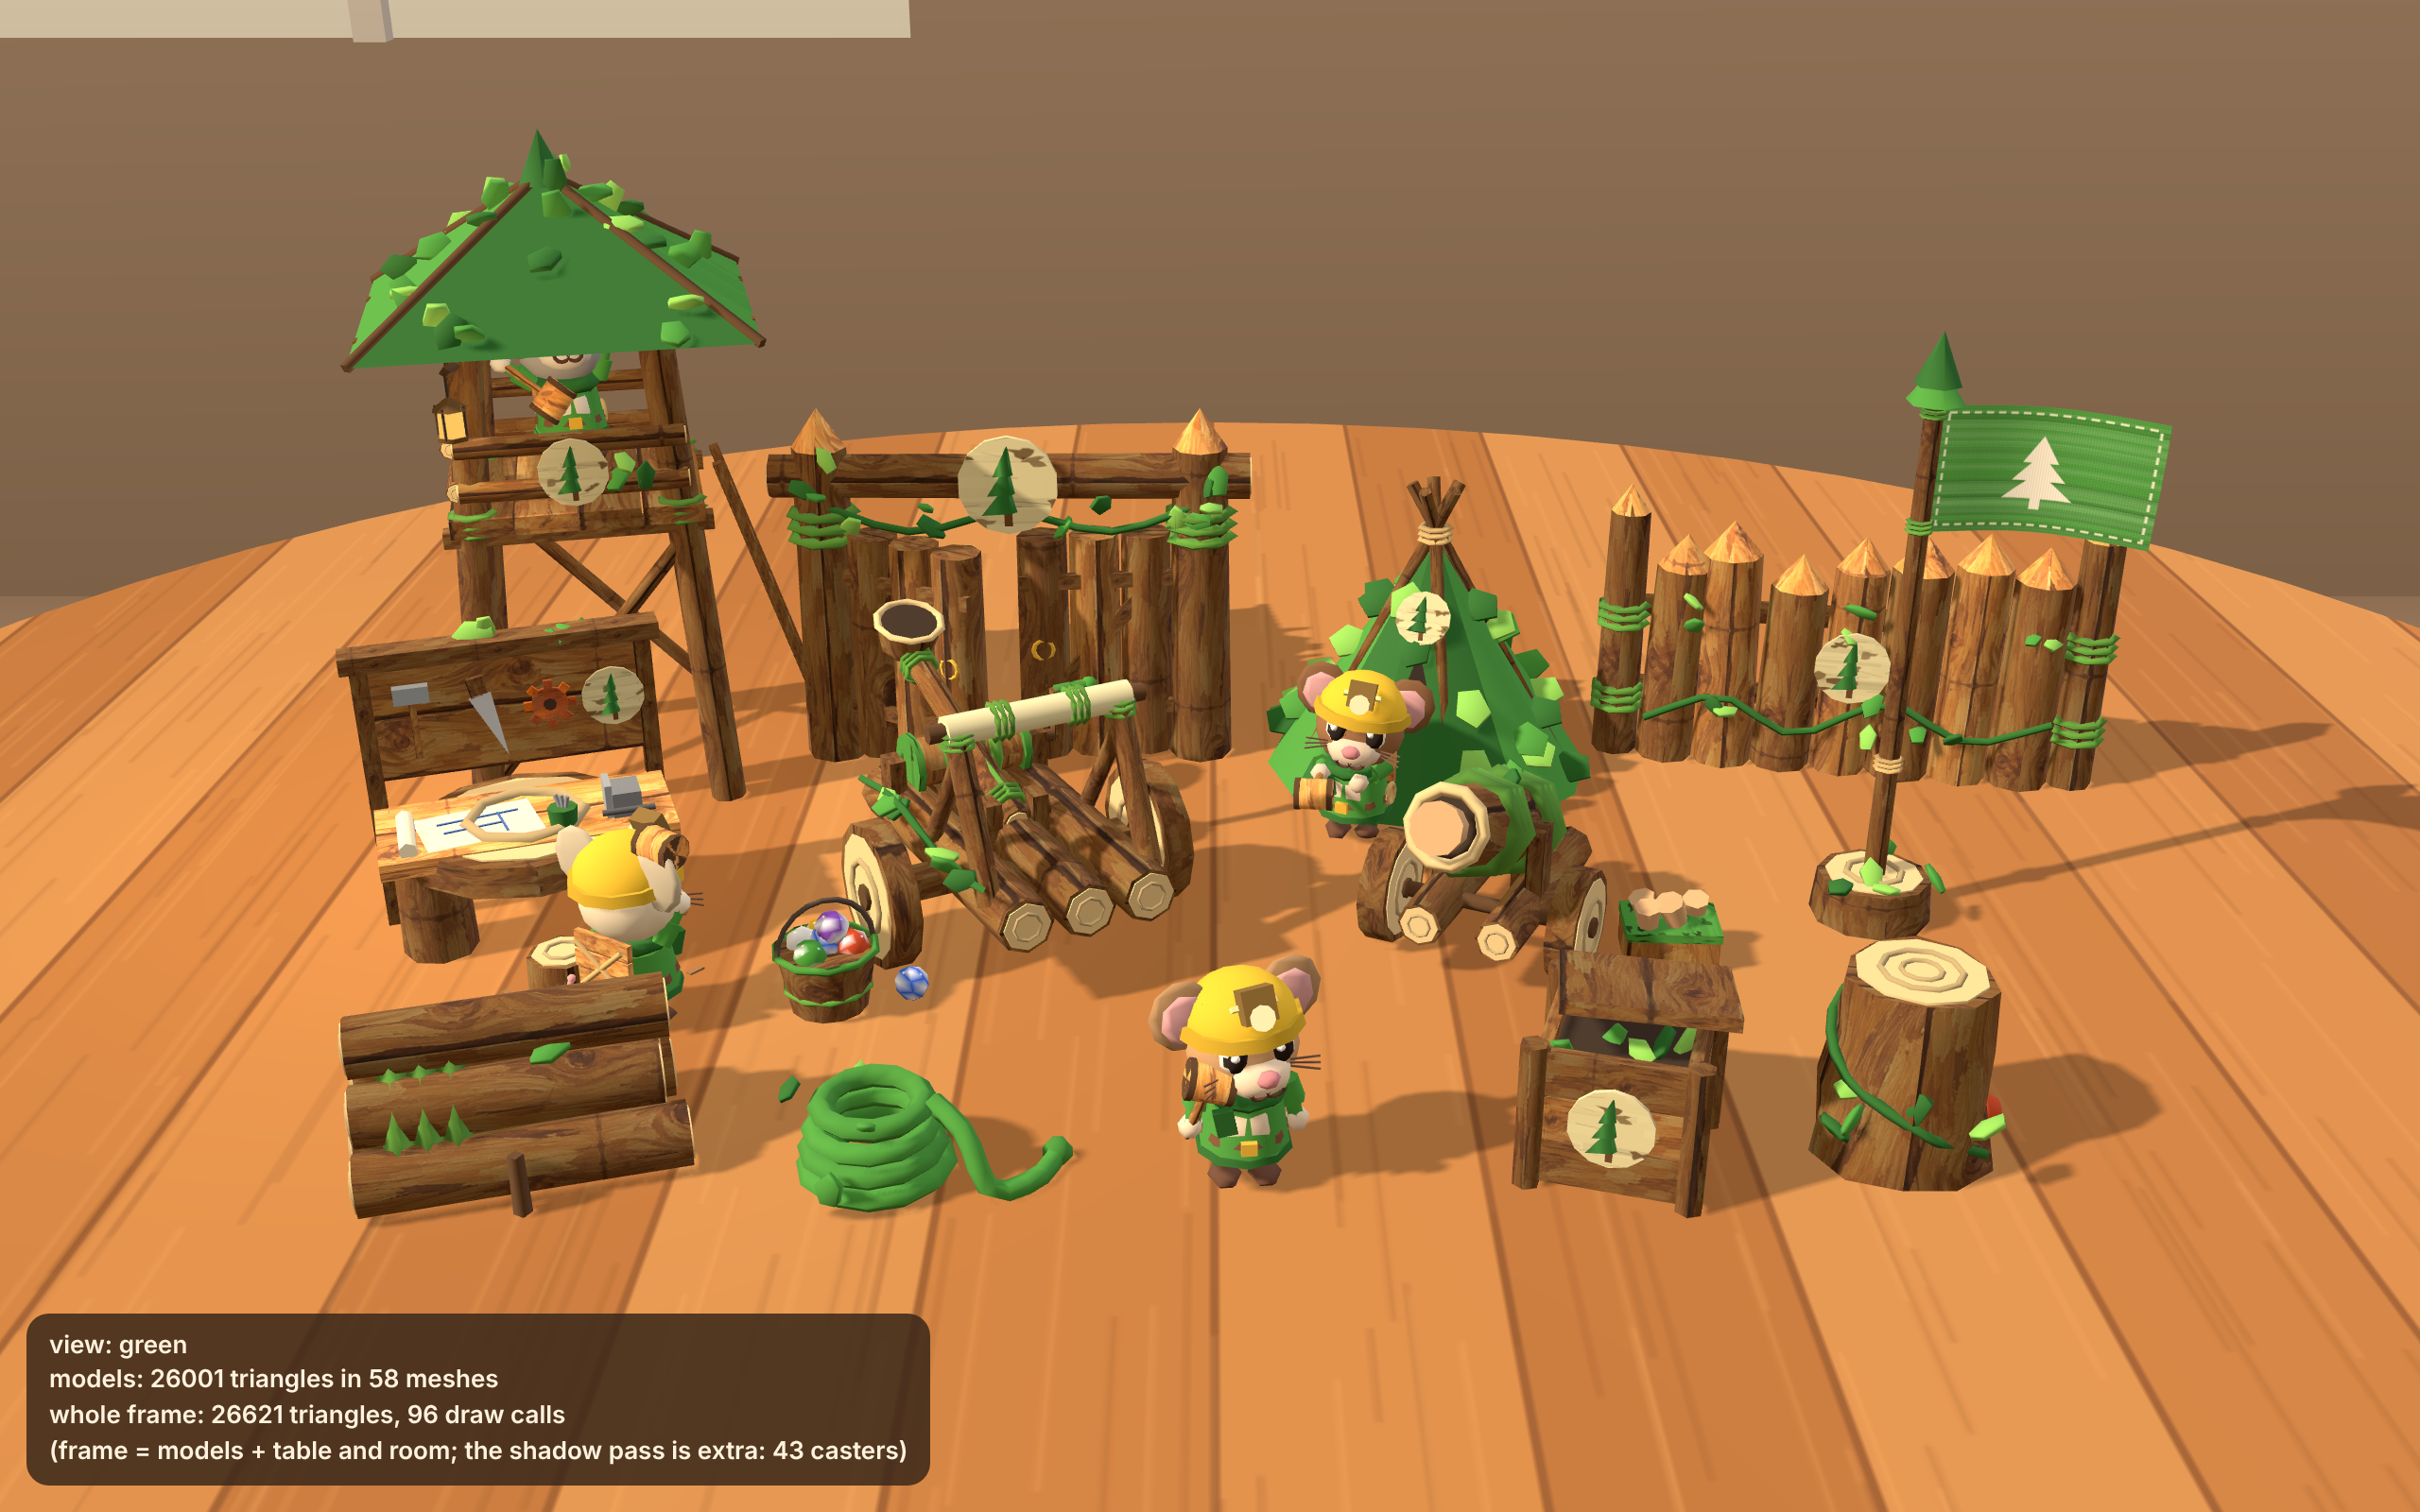 view: green
models: 26001 triangles in 58 meshes
whole frame: 26621 triangles, 96 draw calls
(frame = models + table and room; the shadow pass is extra: 43 casters)